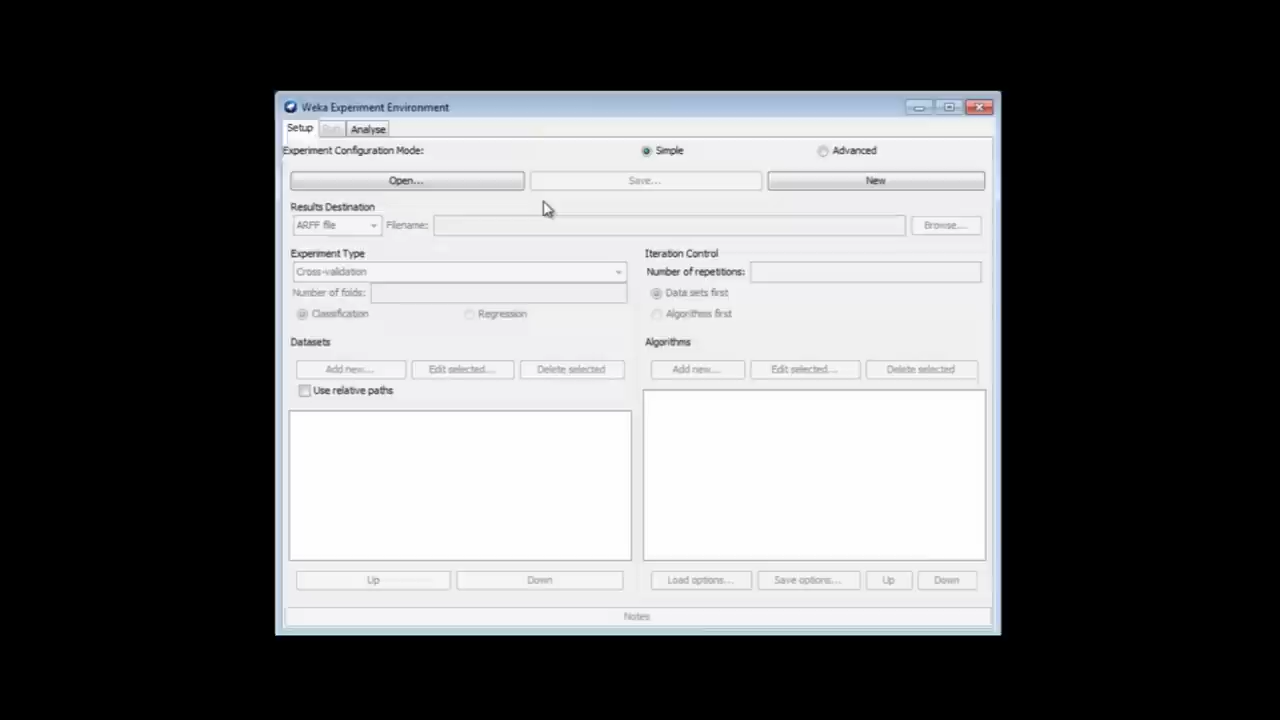 Weka Experiment Environment
Setup Run Analyse
Experiment Configuration Mode: Simple Advanced
Open... Save... New
Results Destination
ARFF file Filename: Browse...
Experiment Type Iteration Control
Cross-validation Number of repetitions:
Number of folds: Data sets first
Classification Regression Algorithms first
Datasets Algorithms
Add new... Edit selected... Delete selected Add new... Edit selected... Delete selected
Use relative paths
Up Down Load options... Save options... Up Down
Notes